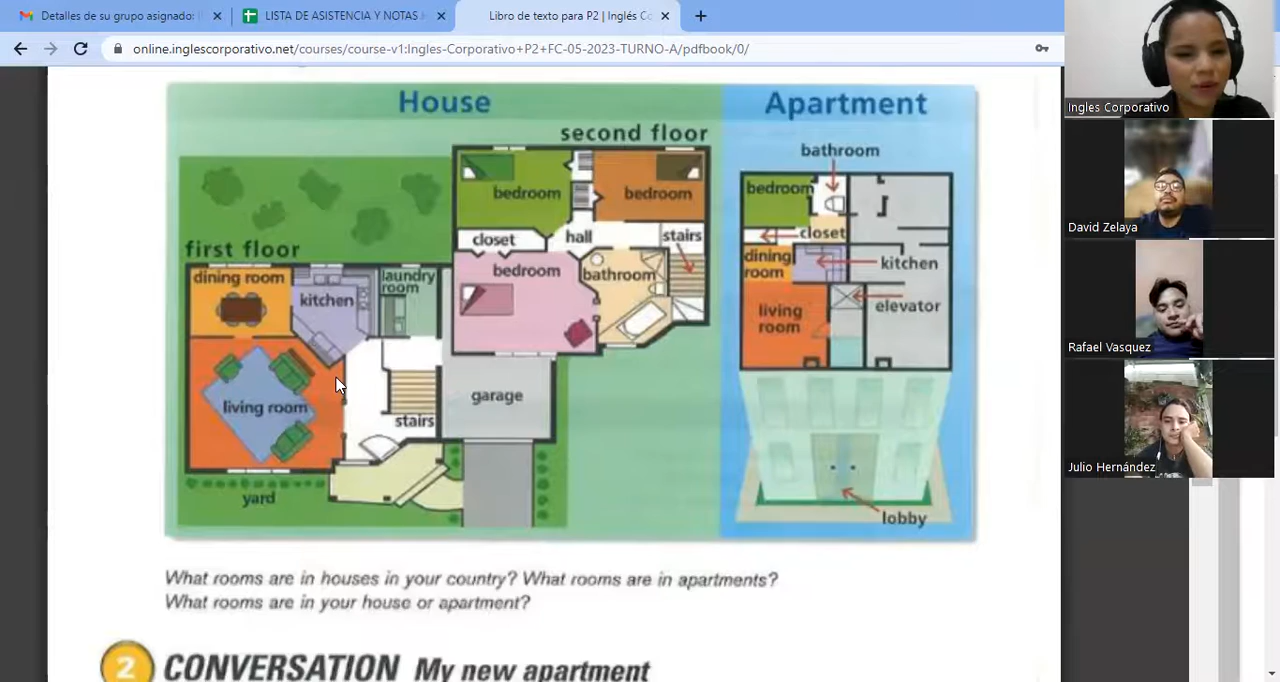 Detalles de su grupo asignado:
LISTA DE ASISTENCIA Y NOTAS
Libro de texto para P2 | Inglés Co
online.inglescorporativo.net/courses/course-v1:Ingles-Corporativo+P2+FC-05-2023-TURNO-A/pdfbook/0/
House
Apartment
second floor
bathroom
bedroom
bedroom
bedroom
closet
hall
stairs
closet
first floor
dining room
kitchen
laundry
room
bedroom
bathroom
dining
room
kitchen
elevator
living
room
living room
stairs
garage
yard
lobby
What rooms are in houses in your country? What rooms are in apartments?
What rooms are in your house or apartment?
2 CONVERSATION My new apartment
Ingles Corporativo
David Zelaya
Rafael Vasquez
Julio Hernández